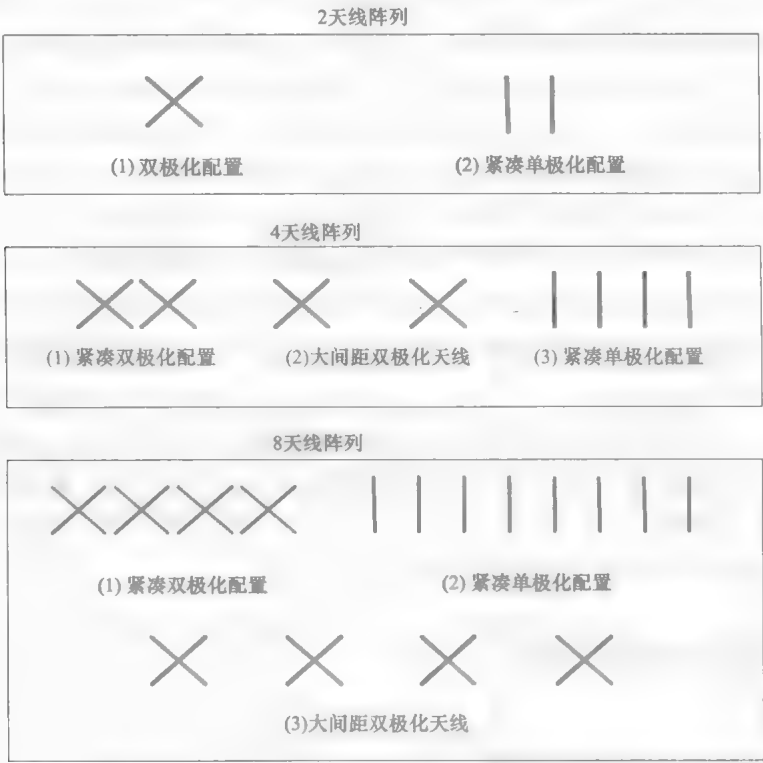 2天线阵列
(1) 双极化配置 (2) 紧凑单极化配置
4天线阵列
(1) 紧凑双极化配置 (2)大间距双极化天线 (3) 紧凑单极化配置
8天线阵列
(1) 紧凑双极化配置 (2) 紧凑单极化配置
(3)大间距双极化天线